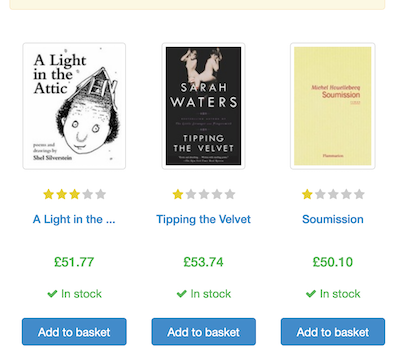 A Light
in the
Attic
poems and
drawings by
Shel Silverstein
SARAH
WATERS
TIPPING
THE VELVET
Michel Houellebecq
Soumission
Flammarion
A Light in the ...
Tipping the Velvet
Soumission
£51.77
£53.74
£50.10
In stock
In stock
In stock
Add to basket
Add to basket
Add to basket